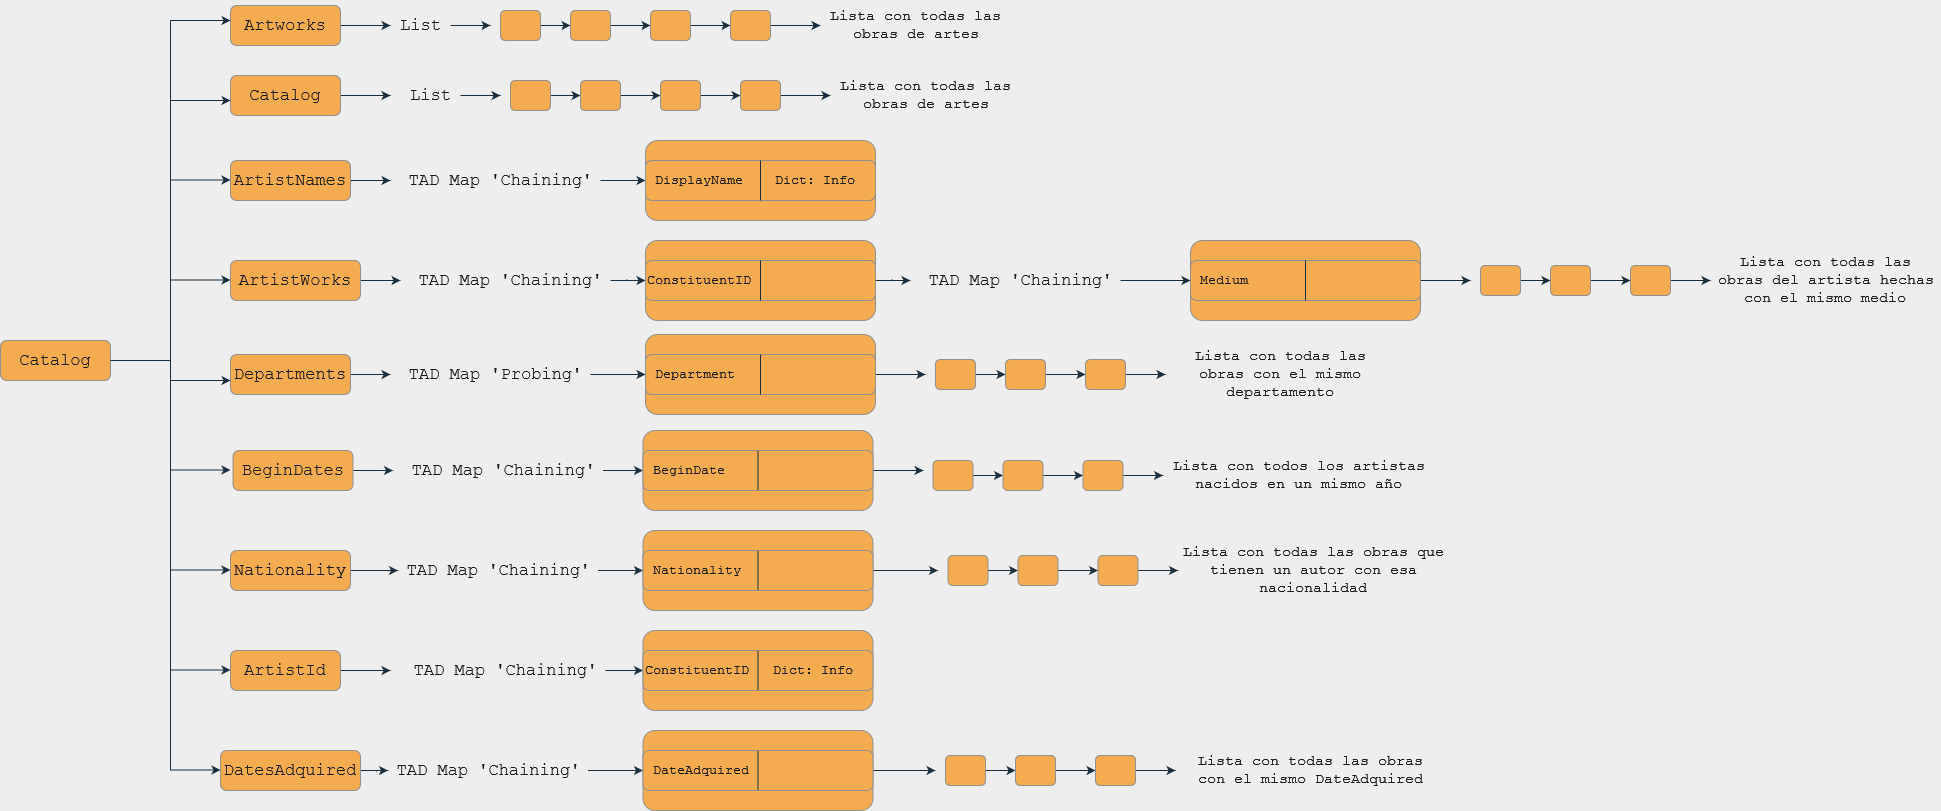 Artworks
List
Lista con todas las
obras de artes
Catalog
List
Lista con todas las
obras de artes
ArtistNames
TAD Map 'Chaining'
DisplayName
Dict: Info
ArtistWorks
TAD Map 'Chaining'
ConstituentID
TAD Map 'Chaining'
Medium
Lista con todas las
obras del artista hechas
con el mismo medio
Catalog
Departments
TAD Map 'Probing'
Department
Lista con todas las
obras con el mismo
departamento
BeginDates
TAD Map 'Chaining'
BeginDate
Lista con todos los artistas
nacidos en un mismo año
Nationality
TAD Map 'Chaining'
Nationality
Lista con todas las obras que
tienen un autor con esa
nacionalidad
ArtistId
TAD Map 'Chaining'
ConstituentID
Dict: Info
DatesAdquired
TAD Map 'Chaining'
DateAdquired
Lista con todas las obras
con el mismo DateAdquired